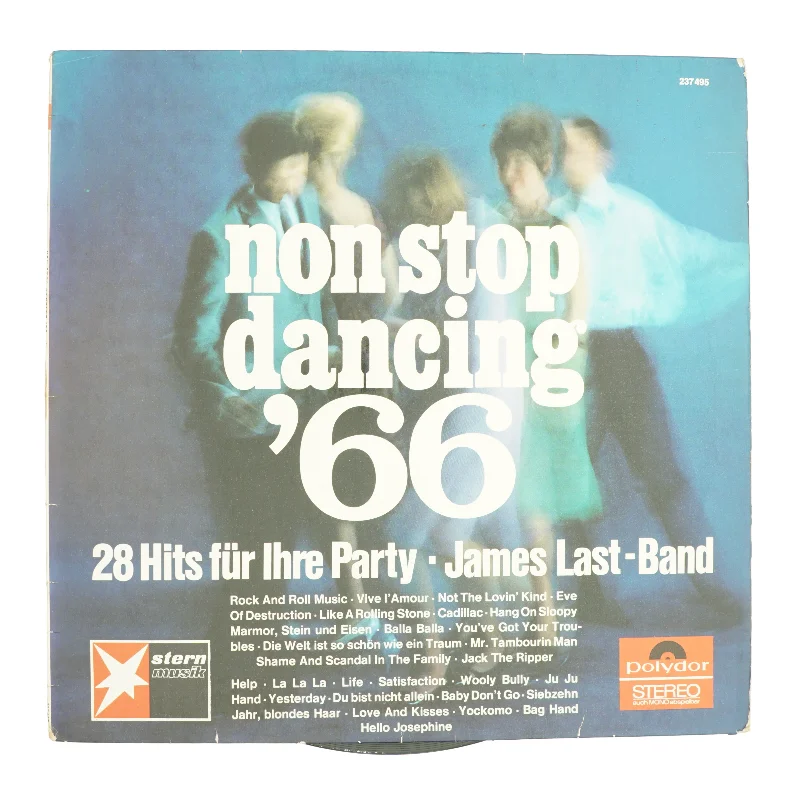 237 495
non stop
dancing
'66
28 Hits für Ihre Party · James Last-Band
Rock And Roll Music · Vive l'Amour · Not The Lovin' Kind · Eve
Of Destruction · Like A Rolling Stone · Cadillac · Hang On Sloopy
Marmor, Stein und Eisen · Balla Balla · You've Got Your Trou-
bles · Die Welt ist so schön wie ein Traum · Mr. Tambourin Man
Shame And Scandal In The Family · Jack The Ripper
Help · La La La · Life · Satisfaction · Wooly Bully · Ju Ju
Hand · Yesterday · Du bist nicht allein · Baby Don't Go · Siebzehn
Jahr, blondes Haar · Love And Kisses · Yockomo · Bag Hand
Hello Josephine
stern
musik
polydor
STEREO
auch MONO abspielbar